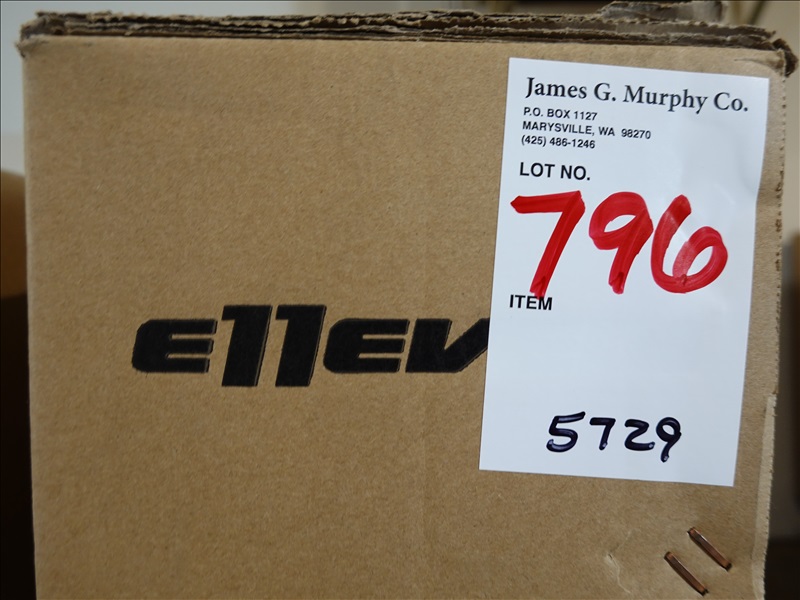 James G. Murphy Co.
P.O. BOX 1127
MARYSVILLE, WA 98270
(425) 486-1246
LOT NO.
796
ITEM
e11ev
5729